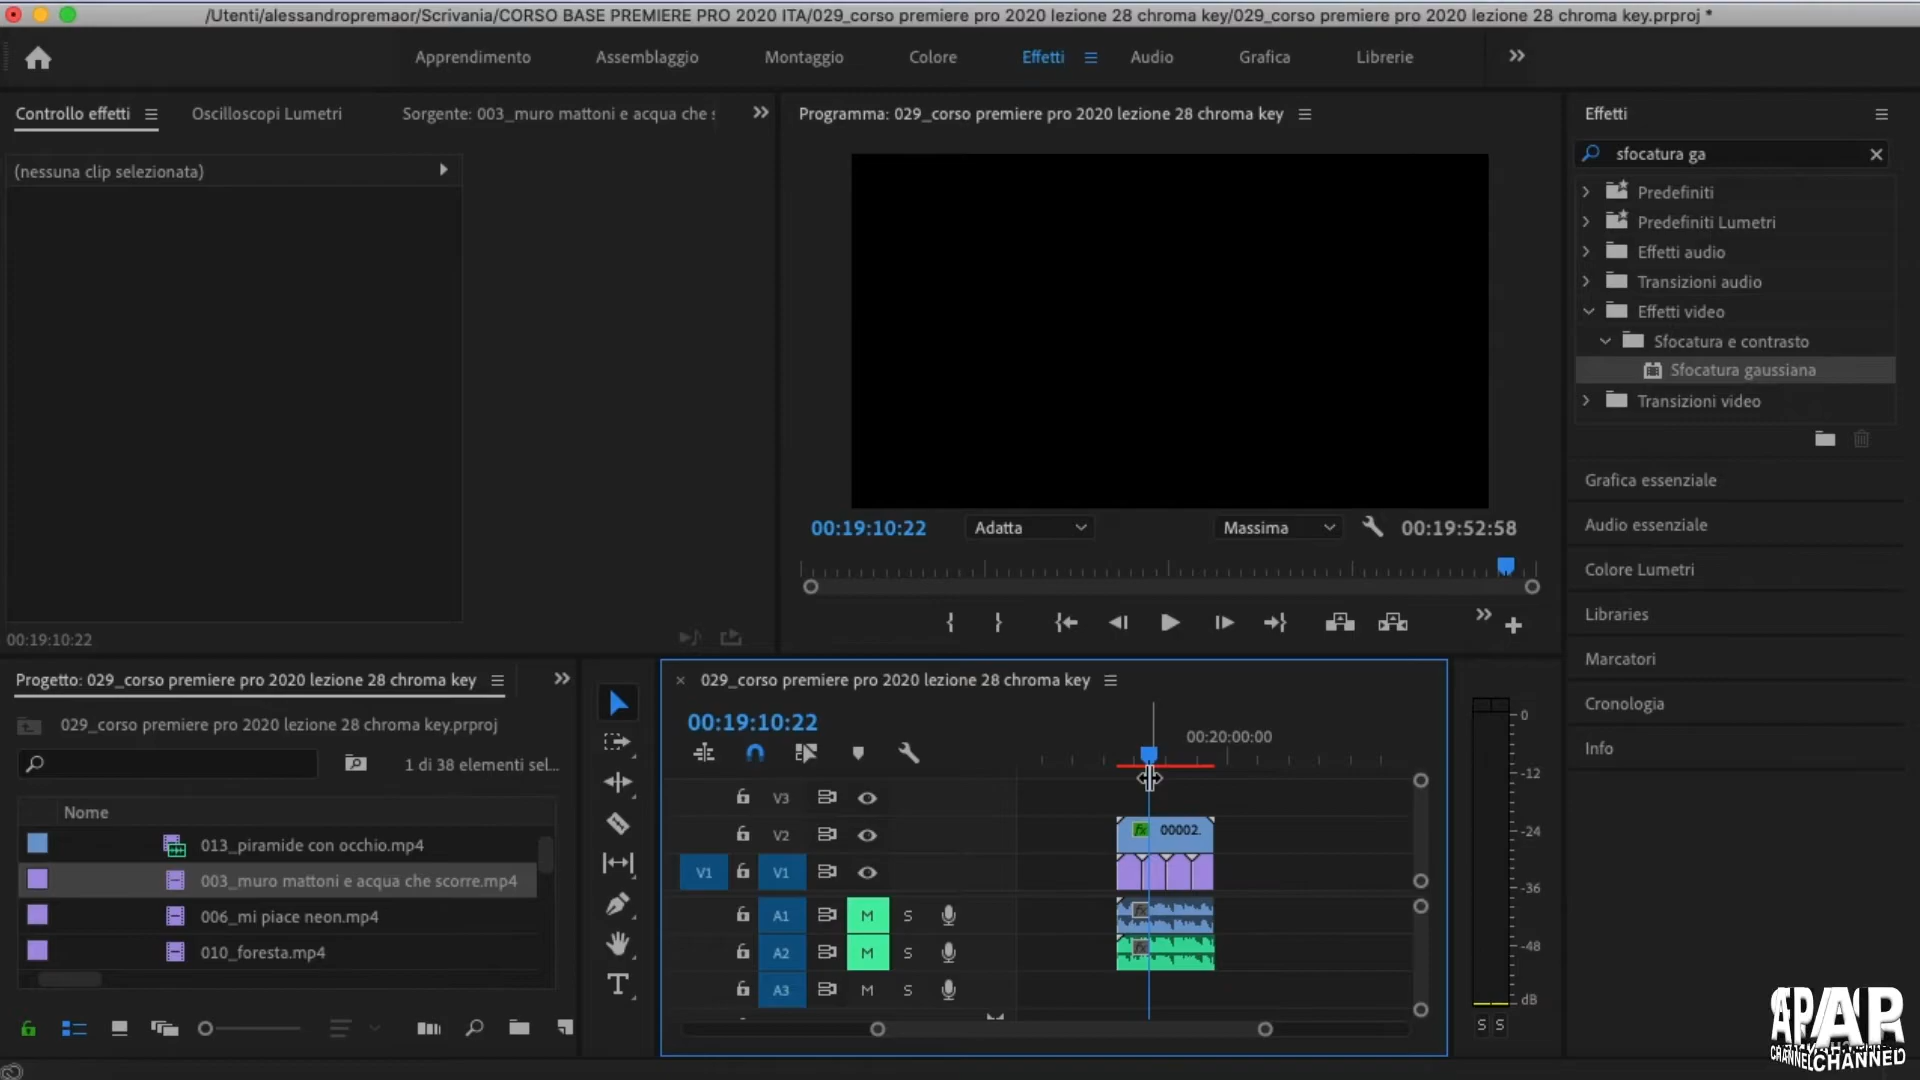 /Utenti/alessandropremaor/Scrivania/CORSO BASE PREMIERE PRO 2020 ITA/029_corso premiere pro 2020 lezione 28 chroma key/029_corso premiere pro 2020 lezione 28 chroma key.prproj *
Apprendimento
Assemblaggio
Montaggio
Colore
Effetti
Audio
Grafica
Librerie
Controllo effetti
Oscilloscopi Lumetri
Sorgente: 003_muro mattoni e acqua che s
Programma: 029_corso premiere pro 2020 lezione 28 chroma key
Effetti
(nessuna clip selezionata)
sfocatura ga
Predefiniti
Predefiniti Lumetri
Effetti audio
Transizioni audio
Effetti video
Sfocatura e contrasto
Sfocatura gaussiana
Transizioni video
Grafica essenziale
Audio essenziale
Colore Lumetri
Libraries
Marcatori
Cronologia
Info
00:19:10:22
Adatta
Massima
00:19:52:58
00:19:10:22
Progetto: 029_corso premiere pro 2020 lezione 28 chroma key
029_corso premiere pro 2020 lezione 28 chroma key.prproj
1 di 38 elementi sel...
Nome
013_piramide con occhio.mp4
003_muro mattoni e acqua che scorre.mp4
006_mi piace neon.mp4
010_foresta.mp4
029_corso premiere pro 2020 lezione 28 chroma key
00:19:10:22
00:20:00:00
V3
V2
fx 00002.
V1 V1
A1 M S fx
A2 M S fx
A3 M S
0
-12
-24
-36
-48
dB
S S
CHANNEL